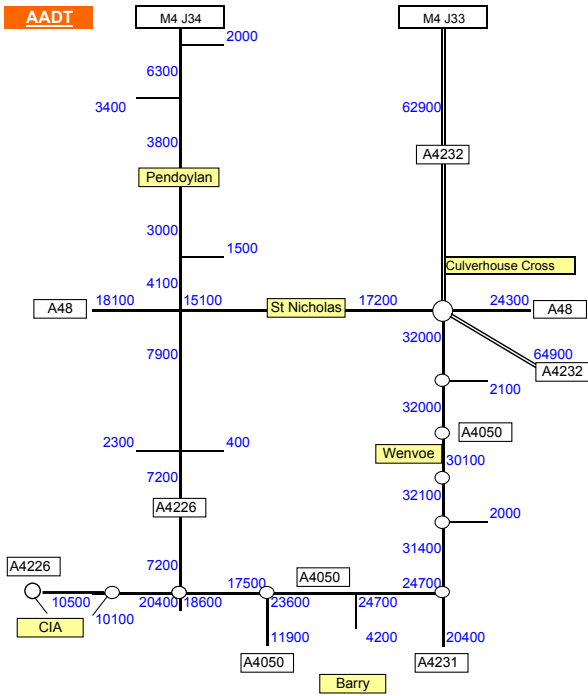 AADT
M4 J34
M4 J33
2000
6300
62900
3400
3800
A4232
Pendoylan
3000
1500
Culverhouse Cross
4100
18100
15100
17200
24300
A48
St Nicholas
A48
32000
7900
64900
A4232
2100
32000
2300
400
A4050
Wenvoe
30100
7200
32100
A4226
2000
31400
7200
A4226
17500
A4050
24700
10500
20400
18600
23600
24700
10100
CIA
11900
4200
20400
A4050
A4231
Barry